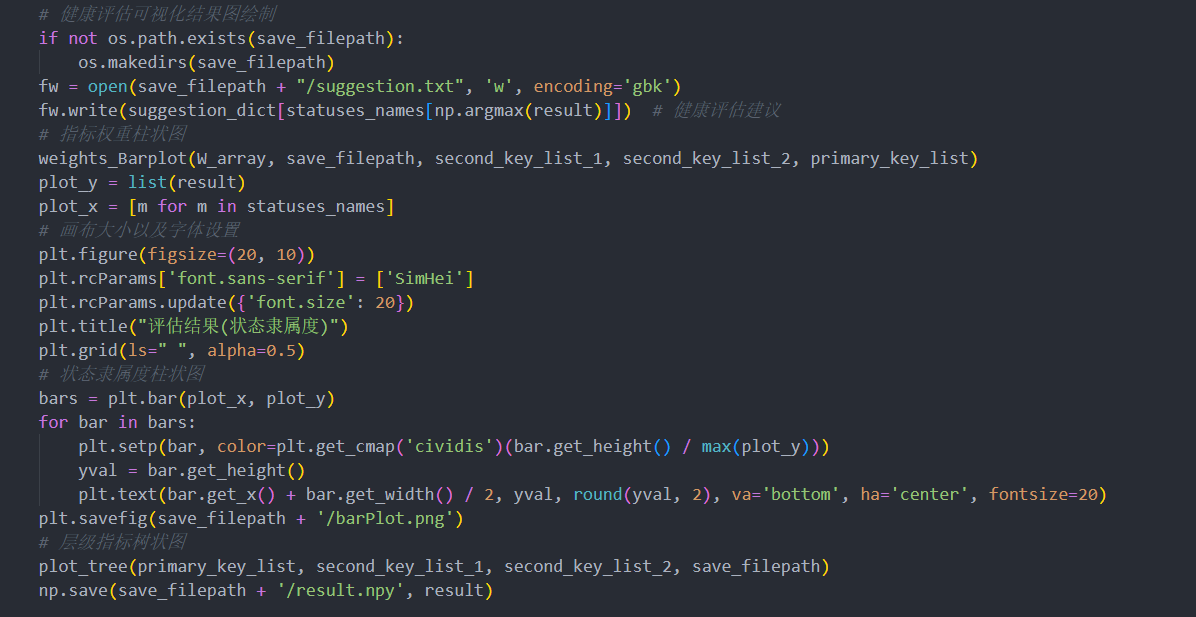 # 健康评估可视化结果图绘制
if not os.path.exists(save_filepath):
    os.makedirs(save_filepath)
fw = open(save_filepath + "/suggestion.txt", 'w', encoding='gbk')
fw.write(suggestion_dict[statuses_names[np.argmax(result)]])  # 健康评估建议
# 指标权重柱状图
weights_Barplot(W_array, save_filepath, second_key_list_1, second_key_list_2, primary_key_list)
plot_y = list(result)
plot_x = [m for m in statuses_names]
# 画布大小以及字体设置
plt.figure(figsize=(20, 10))
plt.rcParams['font.sans-serif'] = ['SimHei']
plt.rcParams.update({'font.size': 20})
plt.title("评估结果(状态隶属度)")
plt.grid(ls=" ", alpha=0.5)
# 状态隶属度柱状图
bars = plt.bar(plot_x, plot_y)
for bar in bars:
    plt.setp(bar, color=plt.get_cmap('cividis')(bar.get_height() / max(plot_y)))
    yval = bar.get_height()
    plt.text(bar.get_x() + bar.get_width() / 2, yval, round(yval, 2), va='bottom', ha='center', fontsize=20)
plt.savefig(save_filepath + '/barPlot.png')
# 层级指标树状图
plot_tree(primary_key_list, second_key_list_1, second_key_list_2, save_filepath)
np.save(save_filepath + '/result.npy', result)